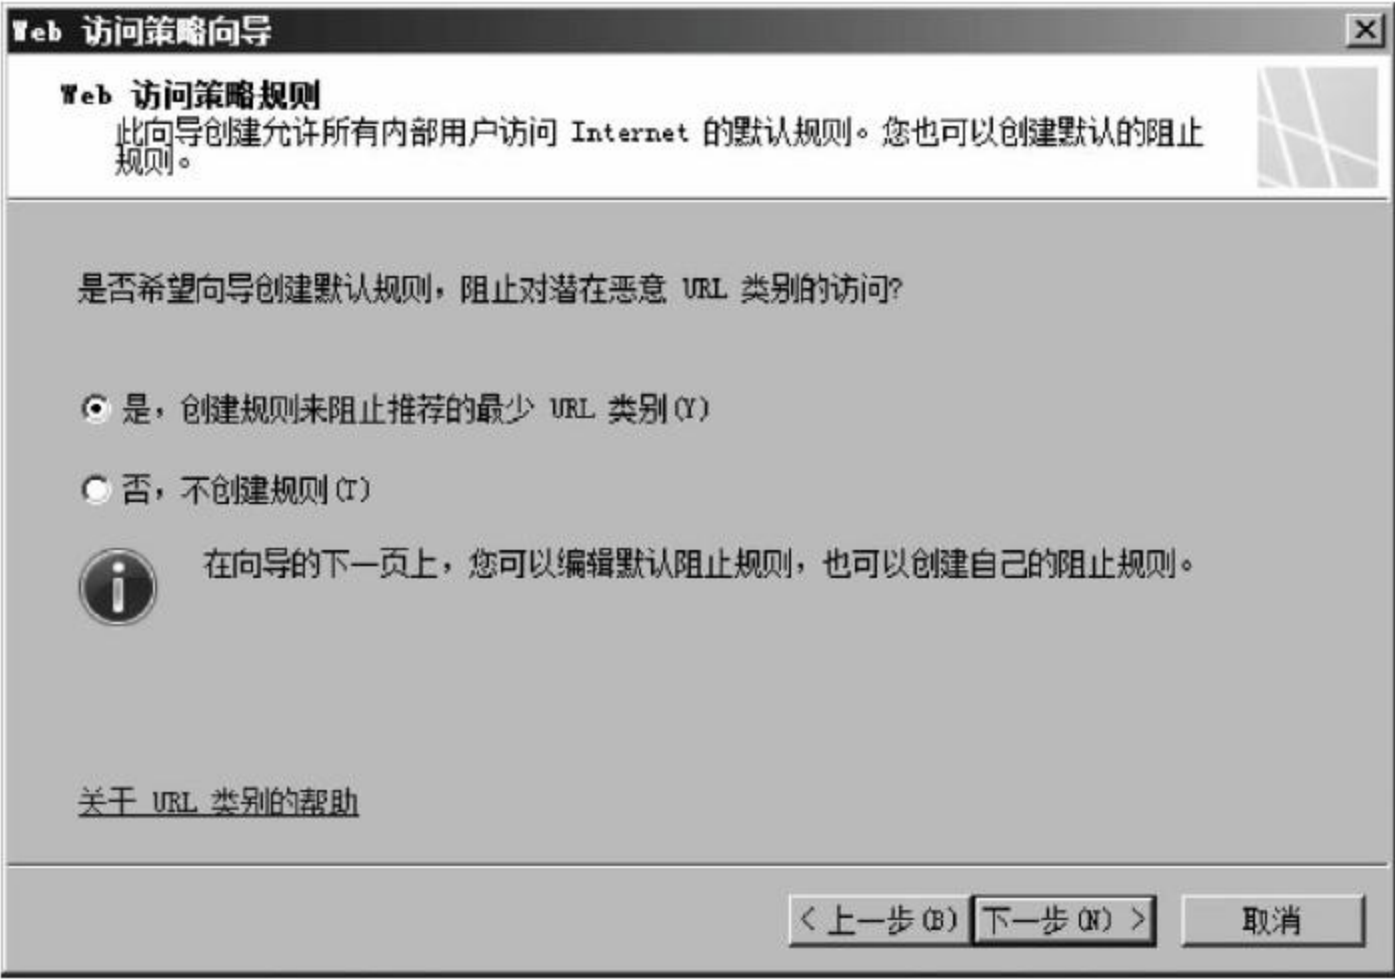 Web 访问策略向导
Web 访问策略规则
此向导创建允许所有内部用户访问 Internet 的默认规则。您也可以创建默认的阻止
规则。
是否希望向导创建默认规则，阻止对潜在恶意 URL 类别的访问?
是，创建规则来阻止推荐的最少 URL 类别(Y)
否，不创建规则(T)
在向导的下一页上，您可以编辑默认阻止规则，也可以创建自己的阻止规则。
关于 URL 类别的帮助
< 上一步(B) 下一步(N) > 取消